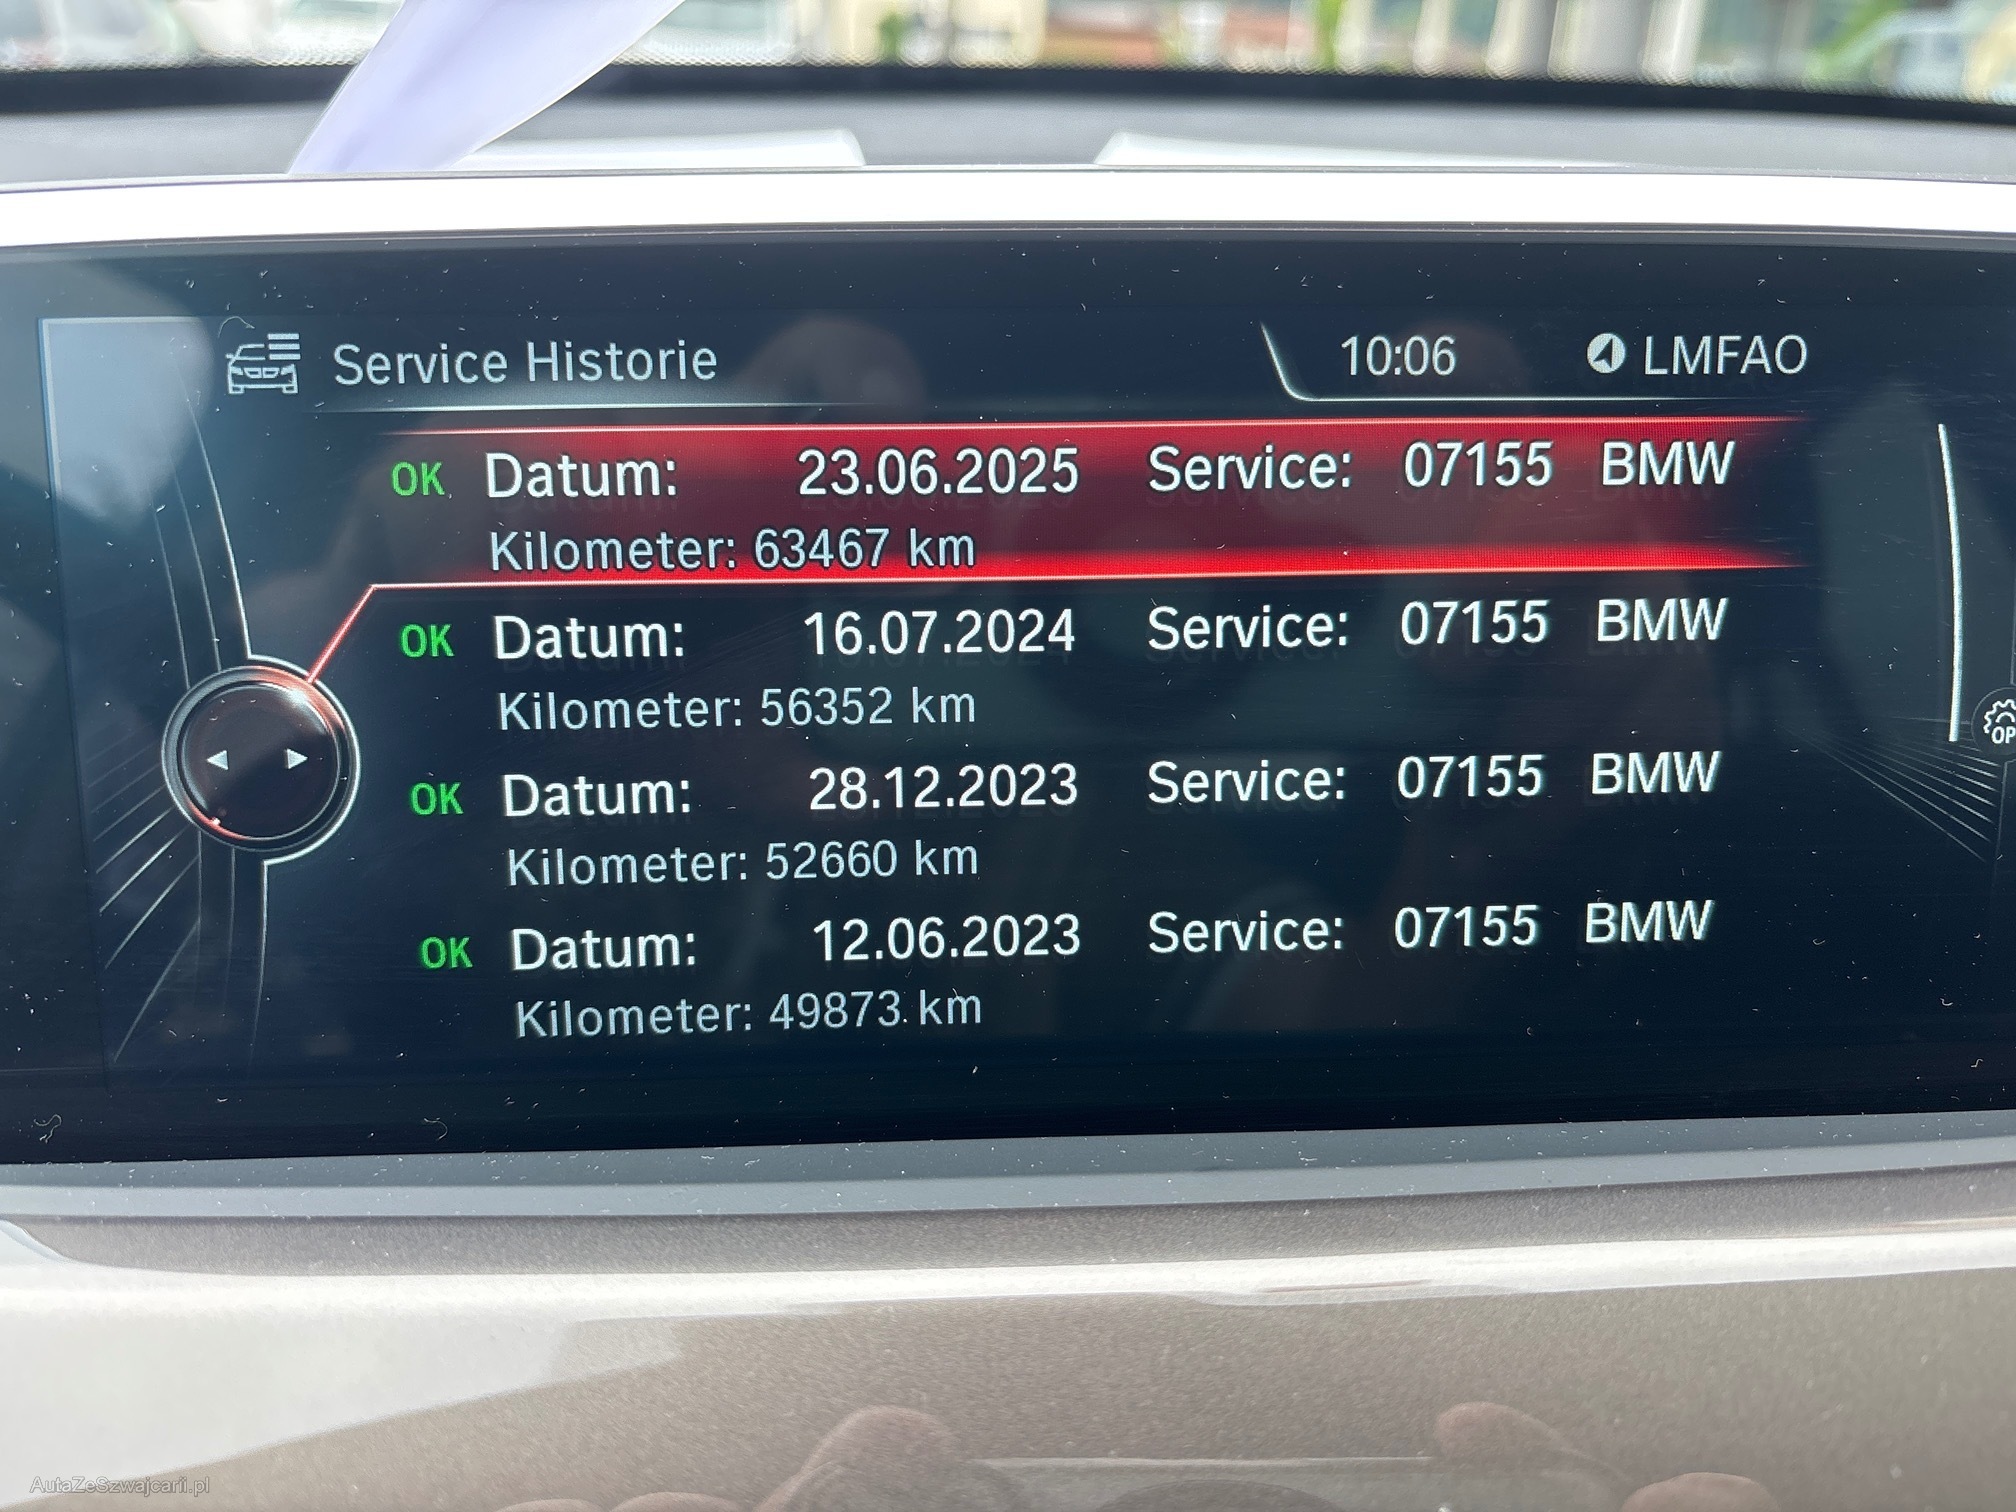 Service Historie 10:06 LMFAO
OK Datum: 23.06.2025 Service: 07155 BMW
Kilometer: 63467 km
OK Datum: 16.07.2024 Service: 07155 BMW
Kilometer: 56352 km
OK Datum: 28.12.2023 Service: 07155 BMW
Kilometer: 52660 km
OK Datum: 12.06.2023 Service: 07155 BMW
Kilometer: 49873 km
AutaZeSzwajcarii.pl